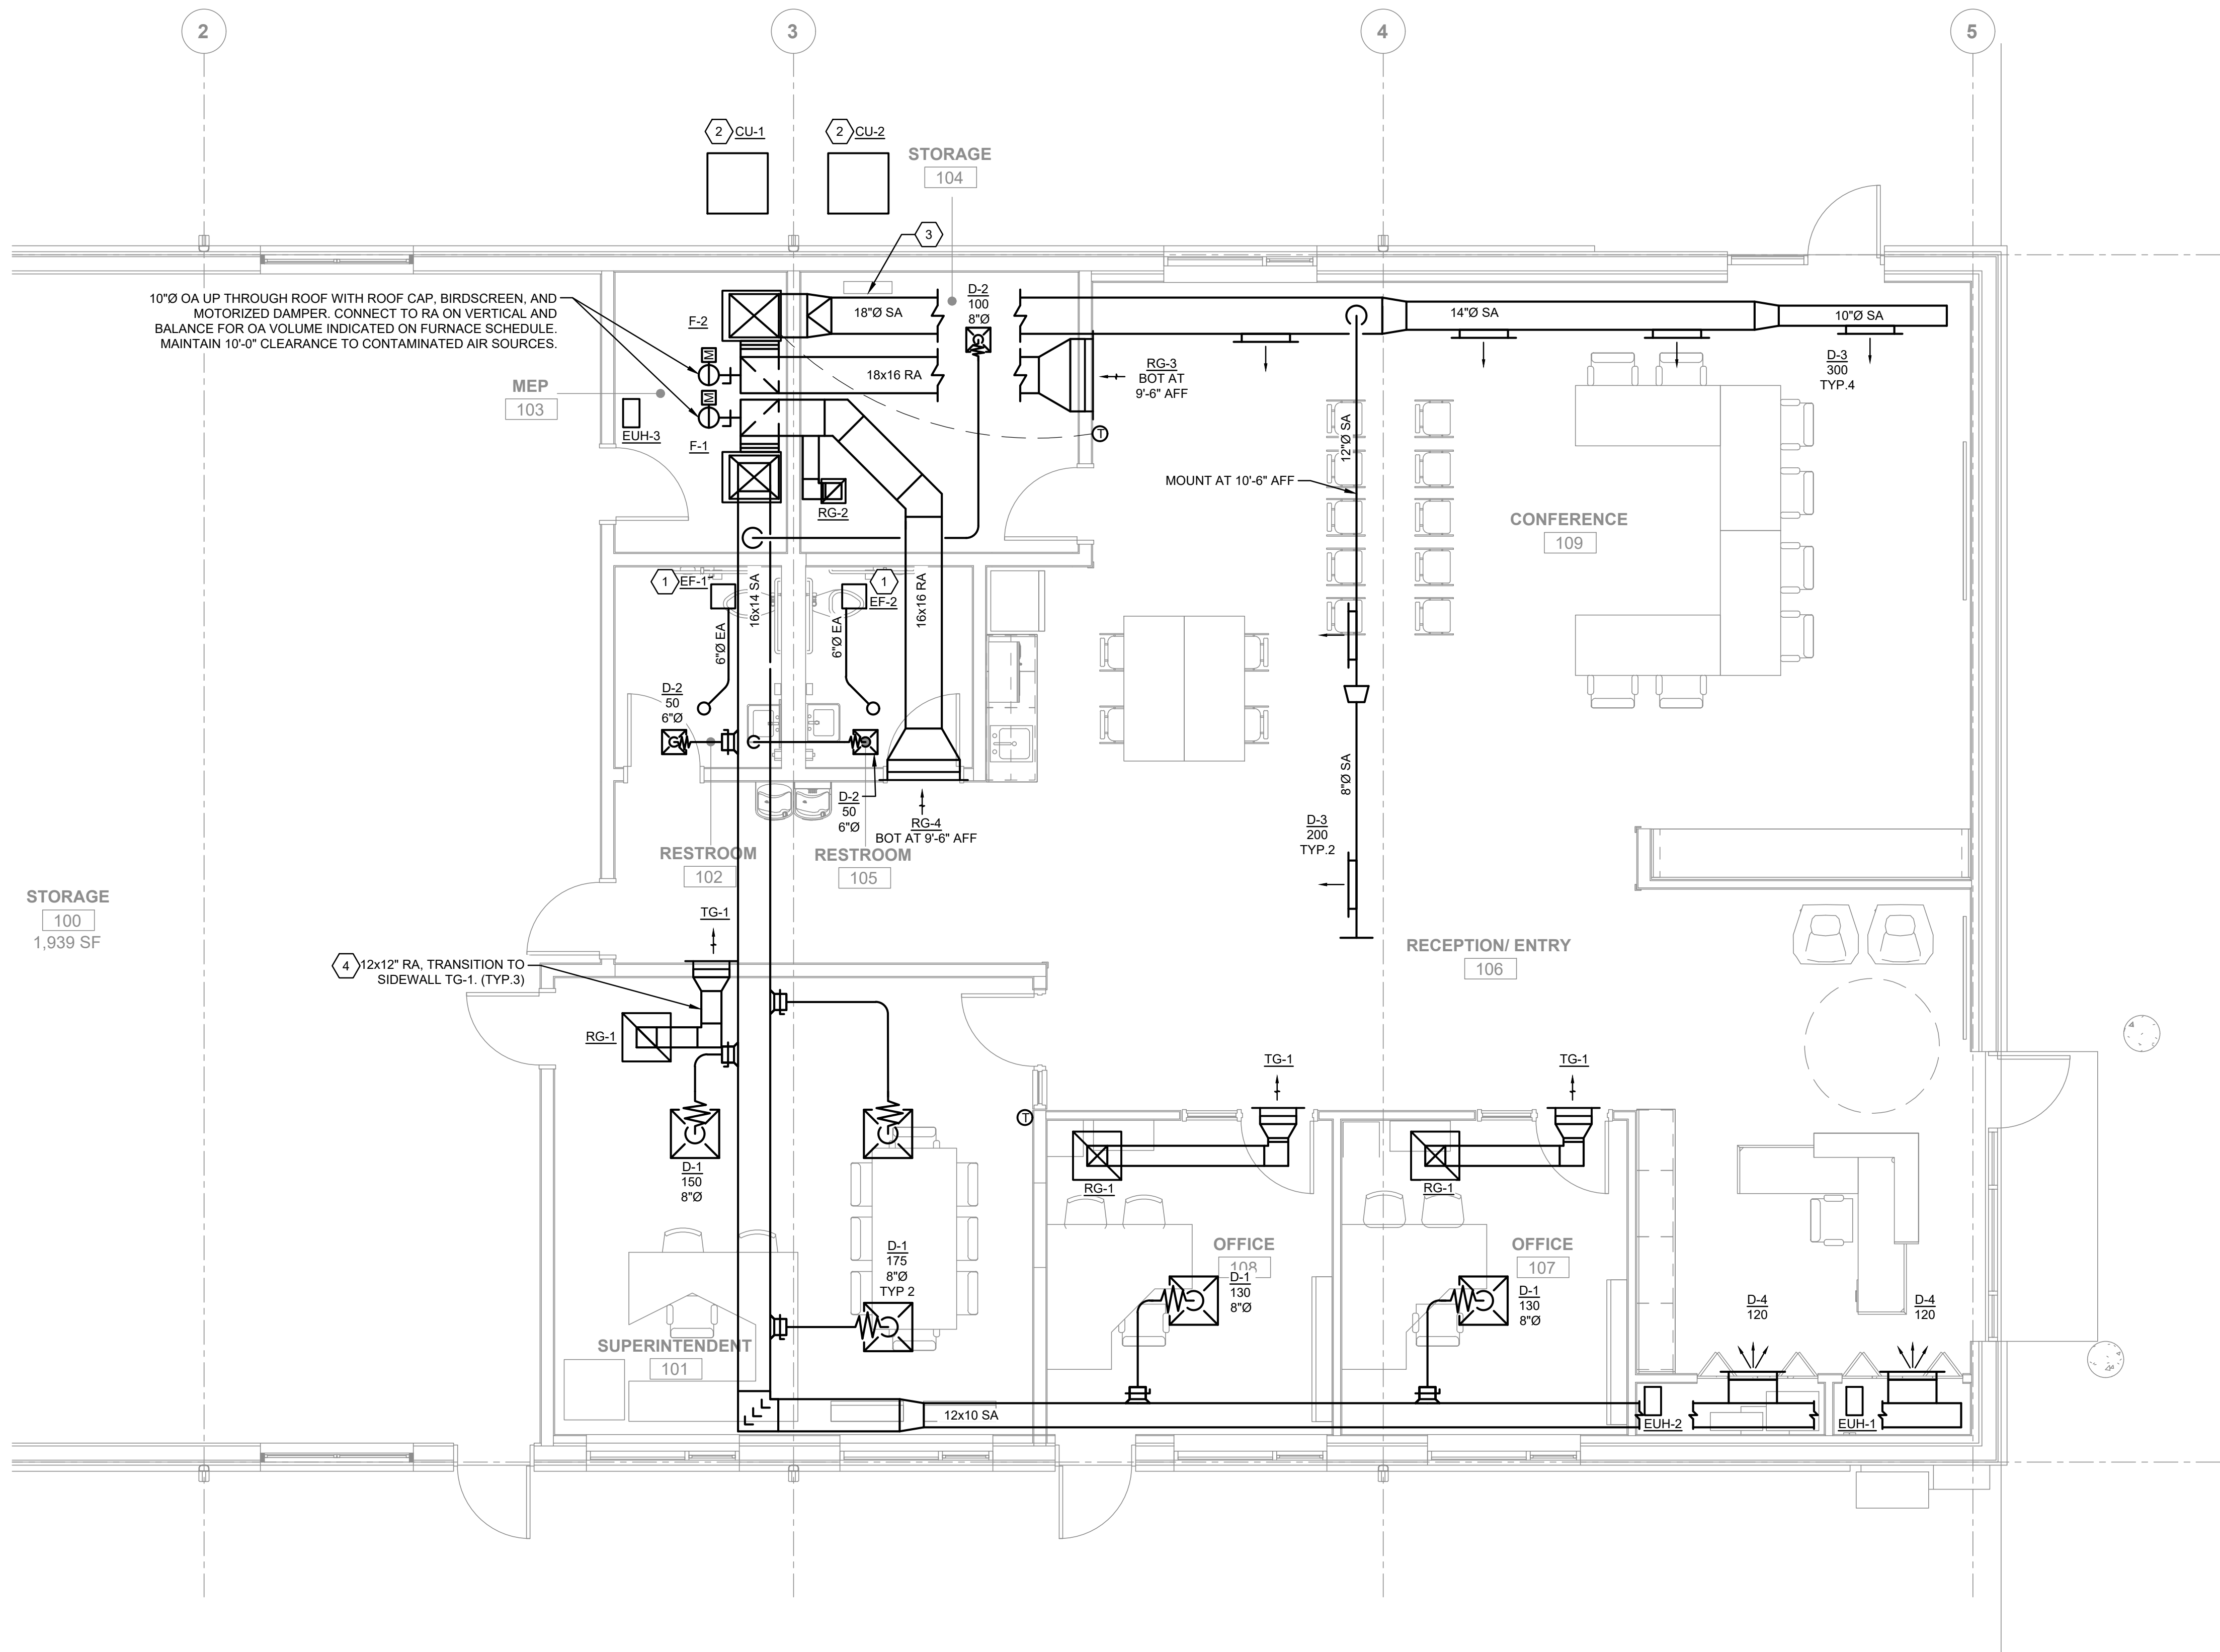 2
3
4
5
2 CU-1
2 CU-2
STORAGE
104
3
10"Ø OA UP THROUGH ROOF WITH ROOF CAP, BIRDSCREEN, AND
MOTORIZED DAMPER. CONNECT TO RA ON VERTICAL AND
BALANCE FOR OA VOLUME INDICATED ON FURNACE SCHEDULE.
MAINTAIN 10'-0" CLEARANCE TO CONTAMINATED AIR SOURCES.
F-2
18"Ø SA
D-2
100
8"Ø
14"Ø SA
10"Ø SA
M
18x16 RA
RG-3
BOT AT
9'-6" AFF
D-3
300
TYP.4
MEP
103
M
EUH-3
F-1
T
12"Ø SA
MOUNT AT 10'-6" AFF
RG-2
CONFERENCE
109
1 EF-1
16x14 SA
1
EF-2
16x16 RA
6"Ø EA
6"Ø EA
D-2
50
6"Ø
8"Ø SA
D-2
50
6"Ø
RG-4
BOT AT 9'-6" AFF
D-3
200
TYP.2
RESTROOM
102
RESTROOM
105
STORAGE
100
1,939 SF
TG-1
RECEPTION/ ENTRY
106
4 12x12" RA, TRANSITION TO
SIDEWALL TG-1. (TYP.3)
RG-1
TG-1
TG-1
T
D-1
150
8"Ø
RG-1
RG-1
D-1
175
8"Ø
TYP 2
OFFICE
108
D-1
130
8"Ø
OFFICE
107
D-1
130
8"Ø
D-4
120
D-4
120
SUPERINTENDENT
101
12x10 SA
EUH-2
EUH-1